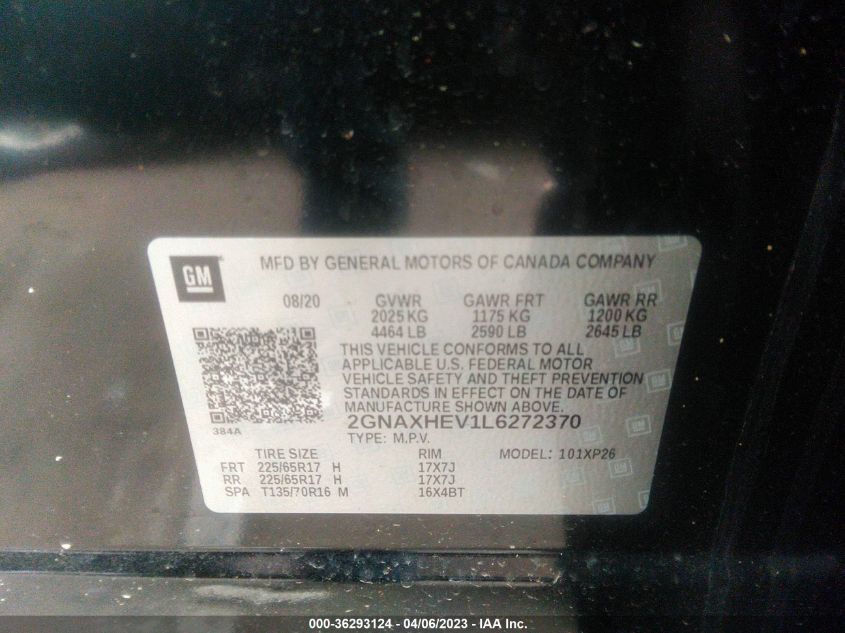 GM
MFD BY GENERAL MOTORS OF CANADA COMPANY
08/20 GVWR GAWR FRT GAWR RR
2025 KG 1175 KG 1200 KG
4464 LB 2590 LB 2645 LB
THIS VEHICLE CONFORMS TO ALL
APPLICABLE U.S. FEDERAL MOTOR
VEHICLE SAFETY AND THEFT PREVENTION
STANDARDS IN EFFECT ON THE DATE OF
MANUFACTURE SHOWN ABOVE.
384A
2GNAXHEV1L6272370
TYPE: M.P.V.
TIRE SIZE RIM MODEL: 101XP26
FRT 225/65R17 H 17X7J
RR 225/65R17 H 17X7J
SPA T135/70R16 M 16X4BT
000-36293124 - 04/06/2023 - IAA Inc.